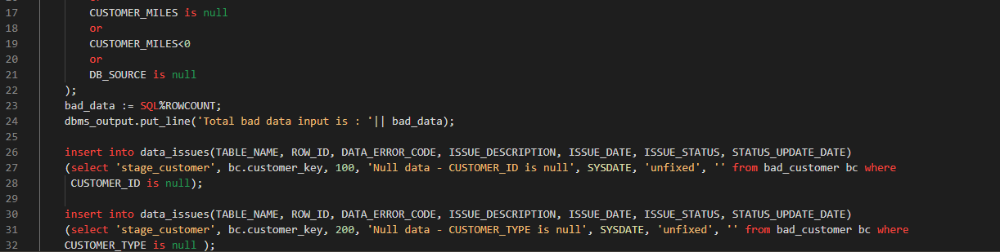 17 CUSTOMER_MILES is null
18 or
19 CUSTOMER_MILES<0
20 or
21 DB_SOURCE is null
22 );
23 bad_data := SQL%ROWCOUNT;
24 dbms_output.put_line('Total bad data input is : '|| bad_data);
25
26 insert into data_issues(TABLE_NAME, ROW_ID, DATA_ERROR_CODE, ISSUE_DESCRIPTION, ISSUE_DATE, ISSUE_STATUS, STATUS_UPDATE_DATE)
27 (select 'stage_customer', bc.customer_key, 100, 'Null data - CUSTOMER_ID is null', SYSDATE, 'unfixed', '' from bad_customer bc where
28 CUSTOMER_ID is null);
29
30 insert into data_issues(TABLE_NAME, ROW_ID, DATA_ERROR_CODE, ISSUE_DESCRIPTION, ISSUE_DATE, ISSUE_STATUS, STATUS_UPDATE_DATE)
31 (select 'stage_customer', bc.customer_key, 200, 'Null data - CUSTOMER_TYPE is null', SYSDATE, 'unfixed', '' from bad_customer bc where
32 CUSTOMER_TYPE is null );